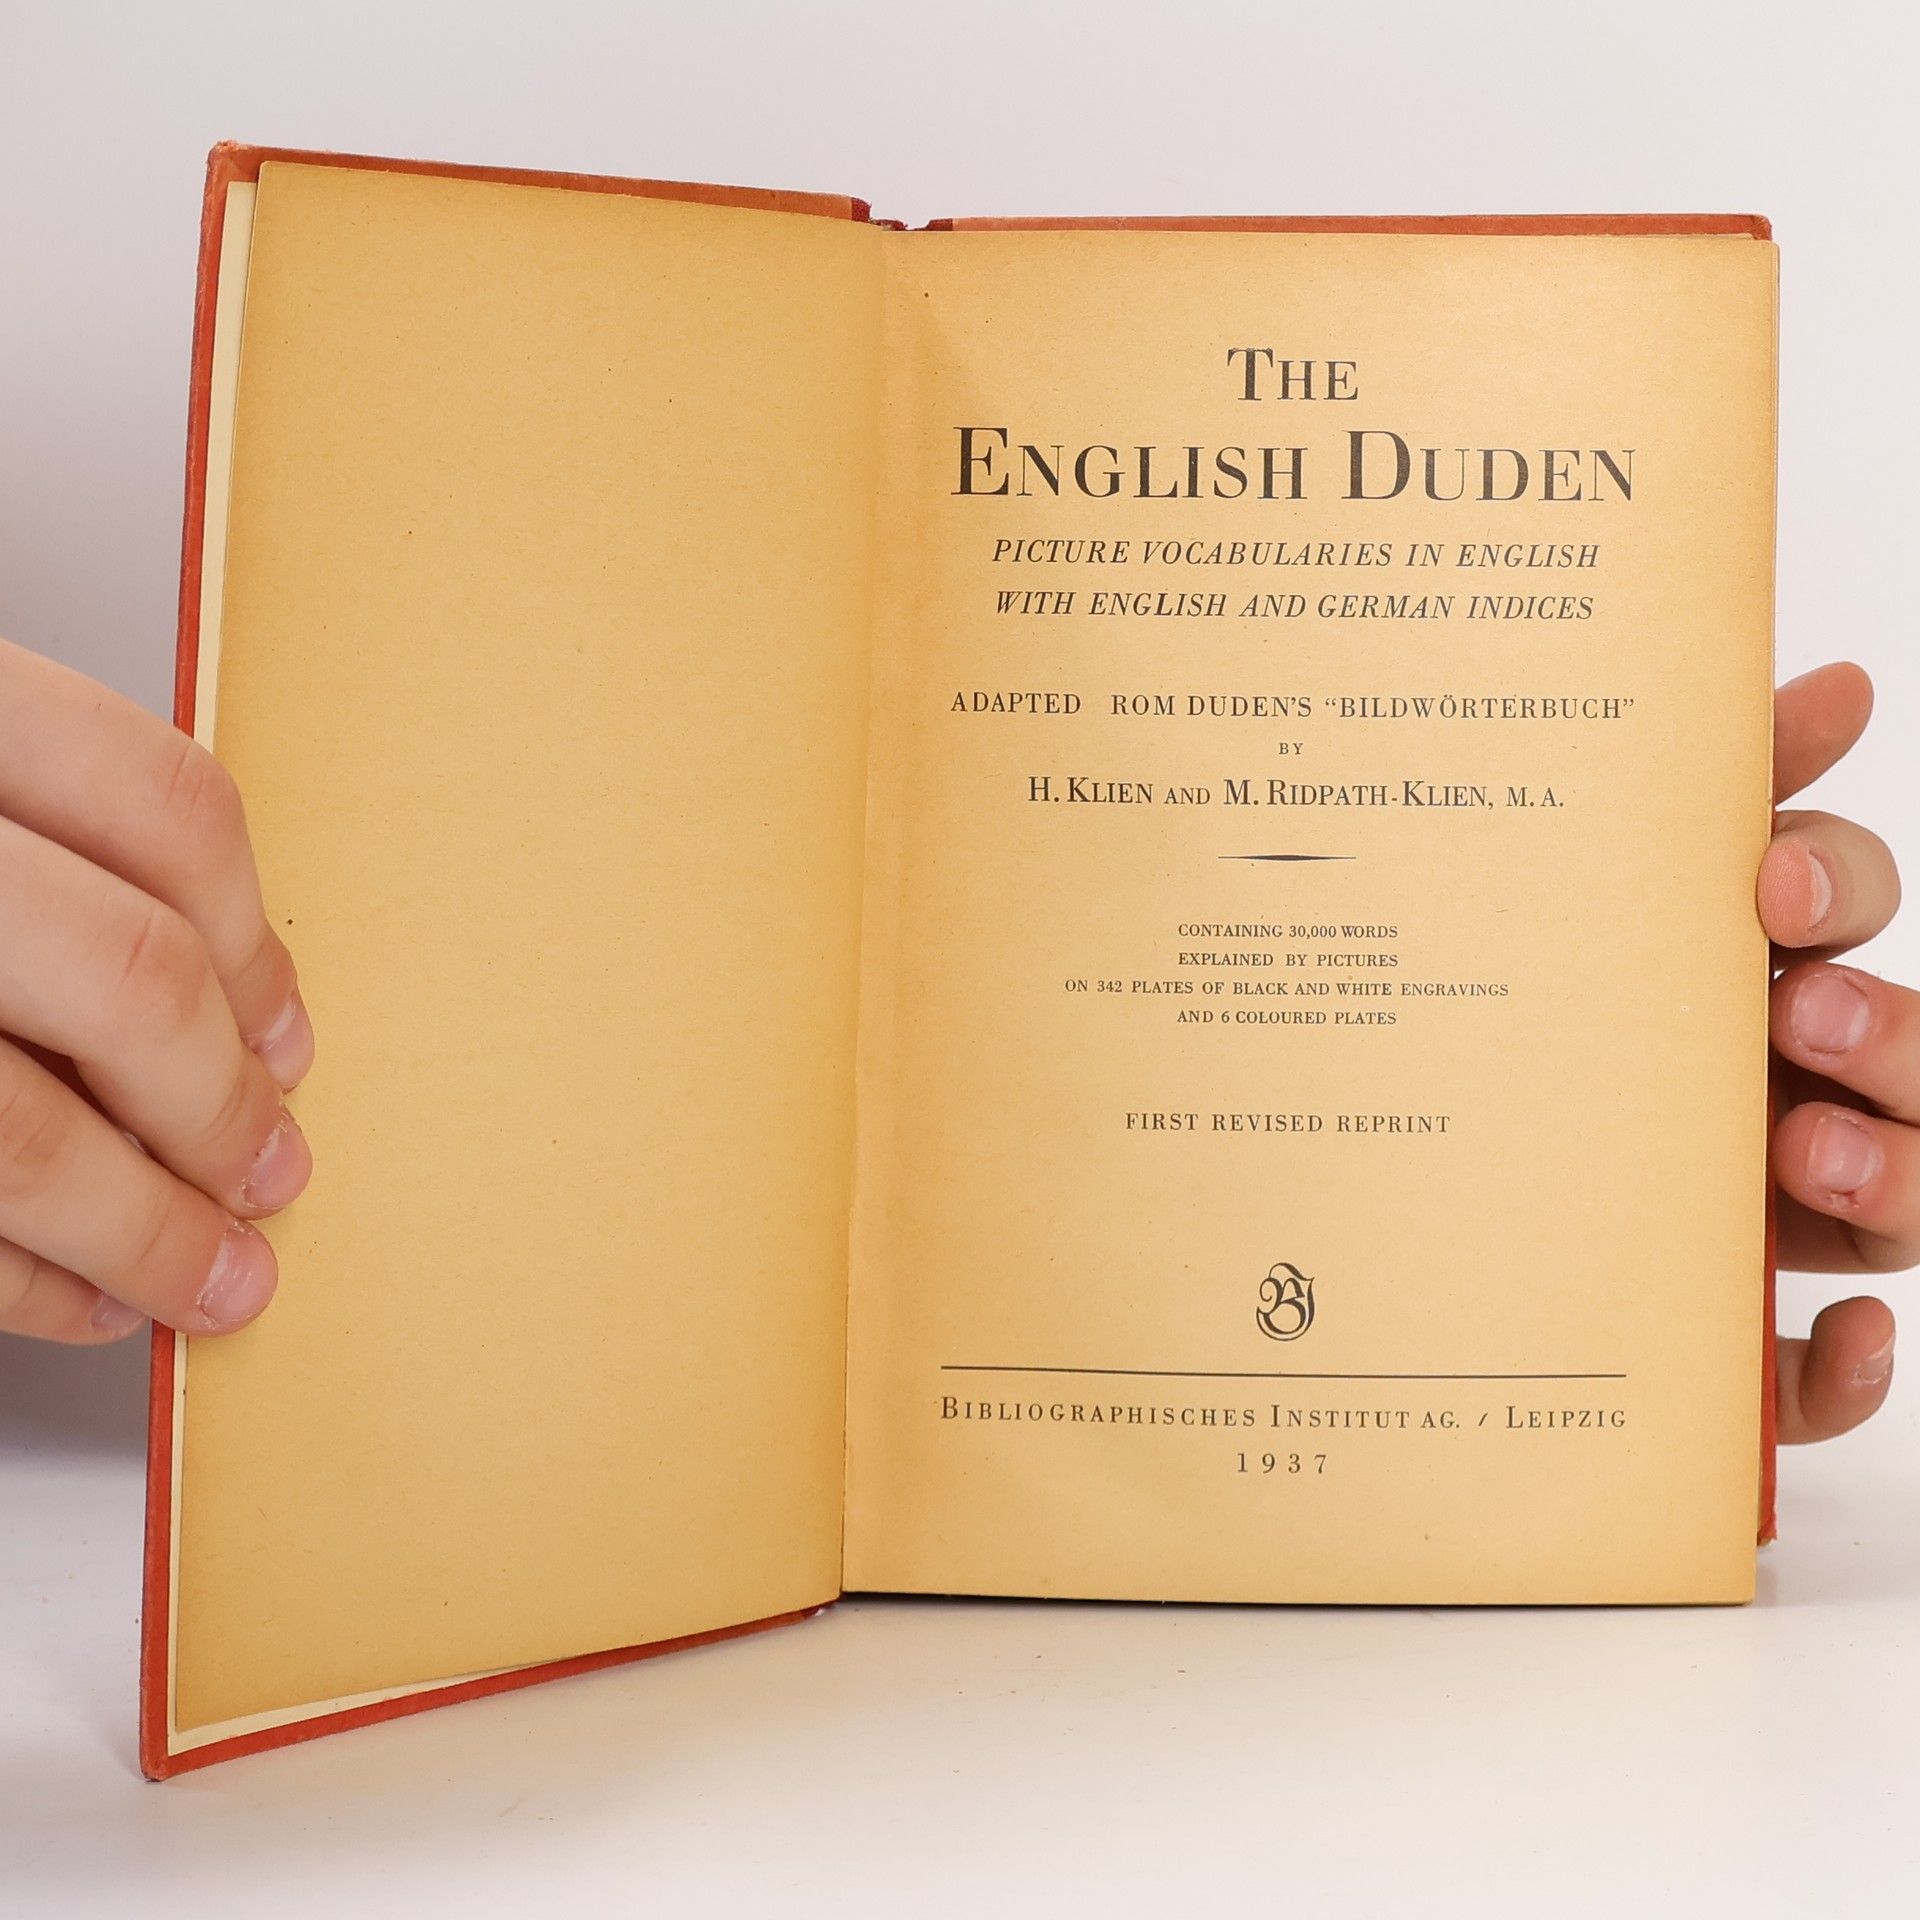 THE
ENGLISH DUDEN
PICTURE VOCABULARIES IN ENGLISH
WITH ENGLISH AND GERMAN INDICES
ADAPTED ROM DUDEN'S “BILDWÖRTERBUCH”
BY
H. KLIEN AND M. RIDPATH-KLIEN, M. A.
CONTAINING 30,000 WORDS
EXPLAINED BY PICTURES
ON 342 PLATES OF BLACK AND WHITE ENGRAVINGS
AND 6 COLOURED PLATES
FIRST REVISED REPRINT
BI
BIBLIOGRAPHISCHES INSTITUT AG. / LEIPZIG
1937